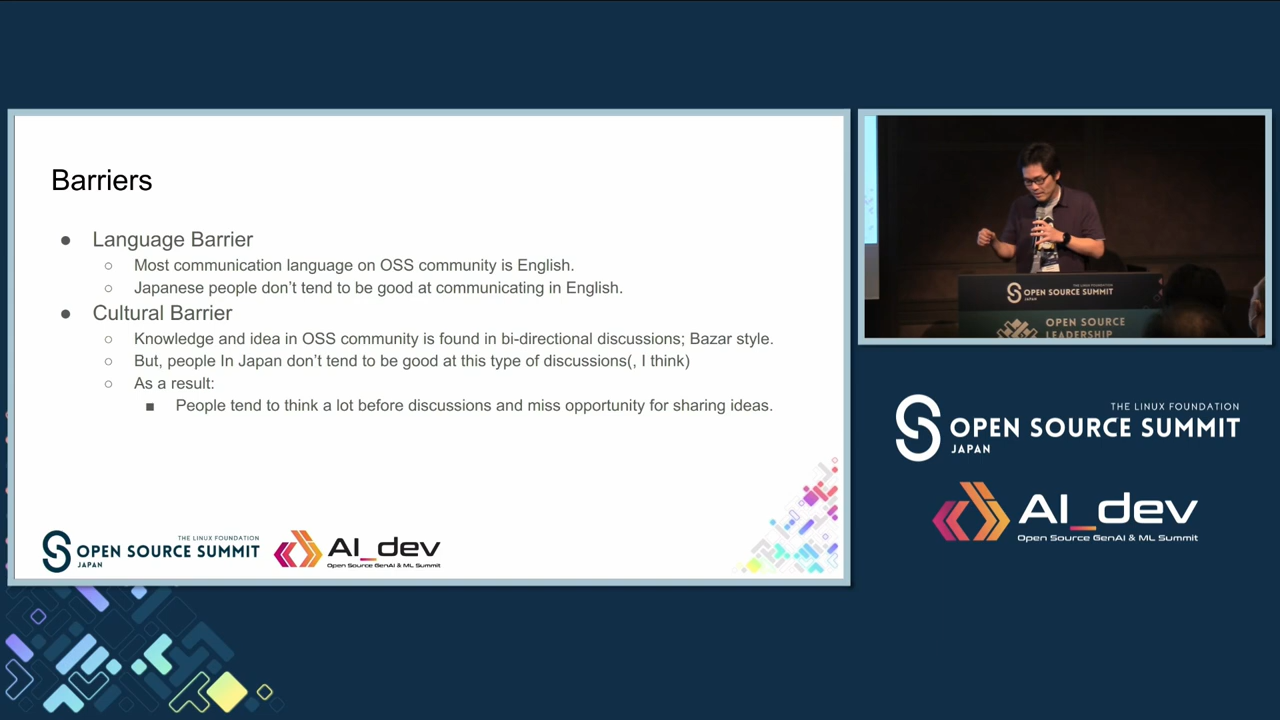 Barriers
● Language Barrier
○ Most communication language on OSS community is English.
○ Japanese people don't tend to be good at communicating in English.
● Cultural Barrier
○ Knowledge and idea in OSS community is found in bi-directional discussions; Bazar style.
○ But, people In Japan don't tend to be good at this type of discussions(, I think)
○ As a result:
■ People tend to think a lot before discussions and miss opportunity for sharing ideas.
THE LINUX FOUNDATION
OPEN SOURCE SUMMIT
JAPAN
AI_dev
Open Source GenAI & ML Summit
THE LINUX FOUNDATION
OPEN SOURCE SUMMIT
JAPAN
OPEN SOURCE
LEADERSHIP
THE LINUX FOUNDATION
OPEN SOURCE SUMMIT
JAPAN
AI_dev
Open Source GenAI & ML Summit